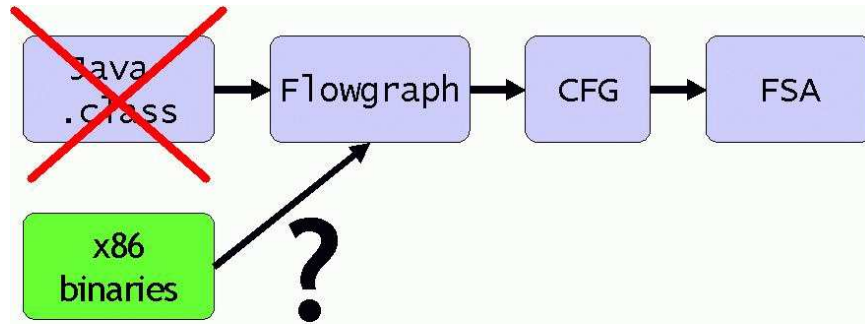 Java
.class
Flowgraph
CFG
FSA
x86
binaries
?